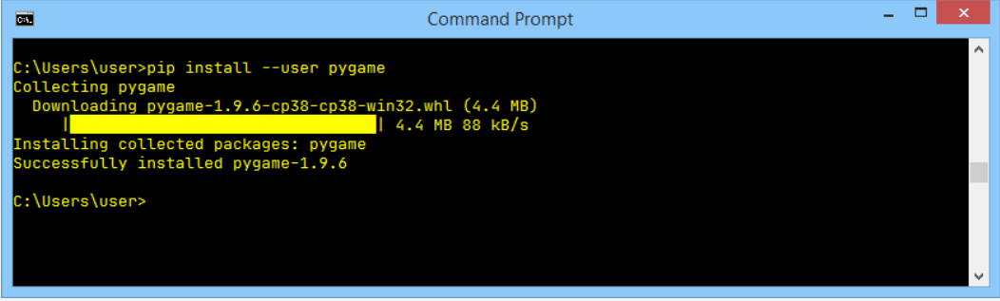 Command Prompt
C:\Users\user>pip install --user pygame
Collecting pygame
  Downloading pygame-1.9.6-cp38-cp38-win32.whl (4.4 MB)
     |████████████████████████████████| 4.4 MB 88 kB/s
Installing collected packages: pygame
Successfully installed pygame-1.9.6
C:\Users\user>